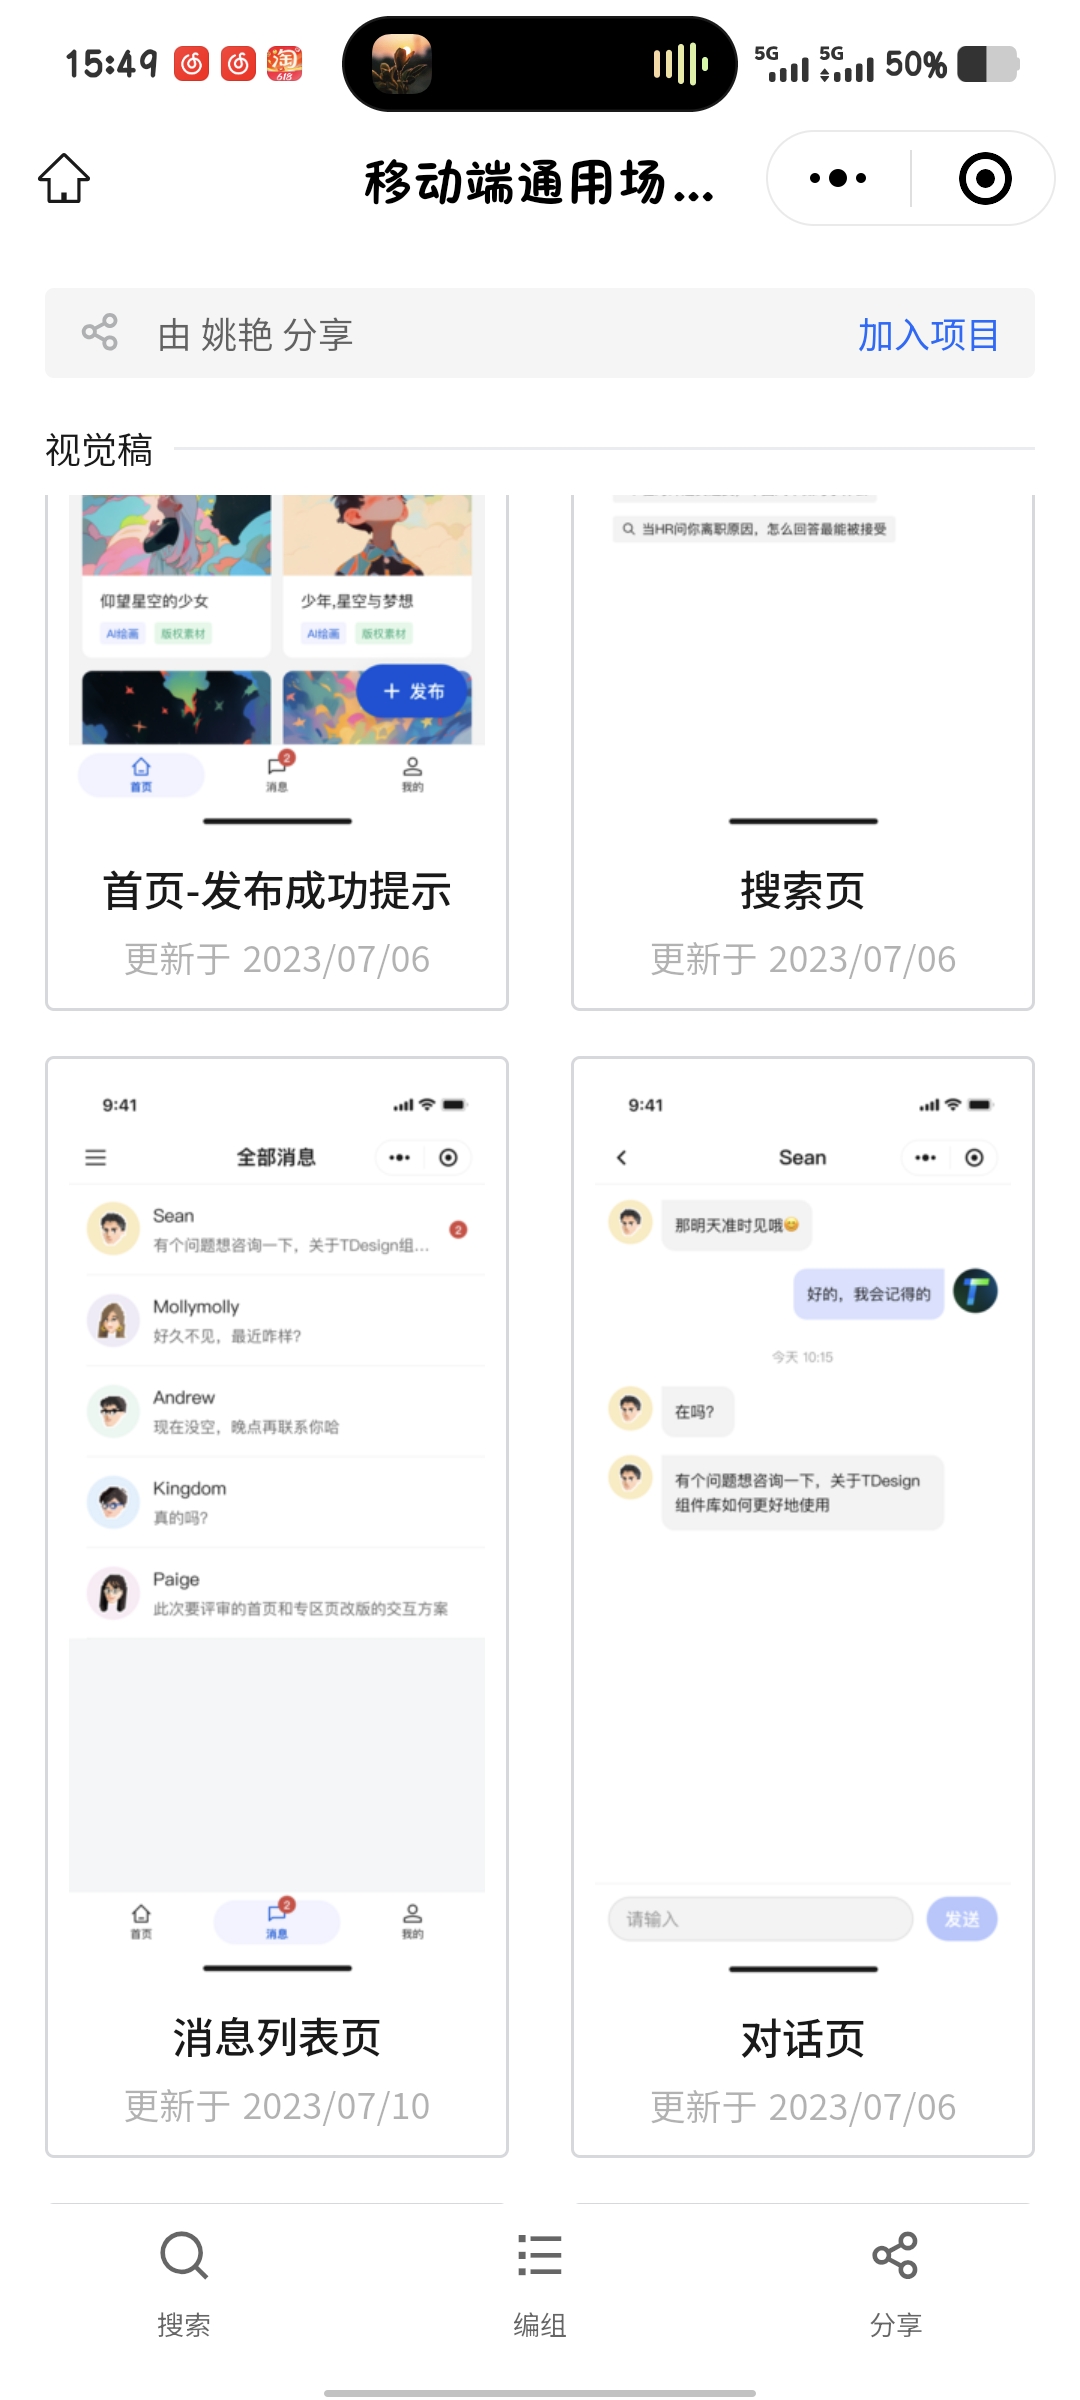 15:49
淘
618
5G
5G
50%
移动端通用场...
由 姚艳 分享
加入项目
视觉稿
仰望星空的少女
AI绘画
版权素材
少年,星空与梦想
AI绘画
版权素材
+ 发布
首页
2
消息
我的
首页-发布成功提示
更新于 2023/07/06
当HR问你离职原因，怎么回答最能被接受
搜索页
更新于 2023/07/06
9:41
全部消息
Sean
有个问题想咨询一下，关于TDesign组...
2
Mollymolly
好久不见，最近咋样?
Andrew
现在没空，晚点再联系你哈
Kingdom
真的吗?
Paige
此次要评审的首页和专区页改版的交互方案
首页
2
消息
我的
消息列表页
更新于 2023/07/10
9:41
Sean
那明天准时见哦😊
好的，我会记得的
今天 10:15
在吗?
有个问题想咨询一下，关于TDesign
组件库如何更好地使用
请输入
发送
对话页
更新于 2023/07/06
搜索
编组
分享